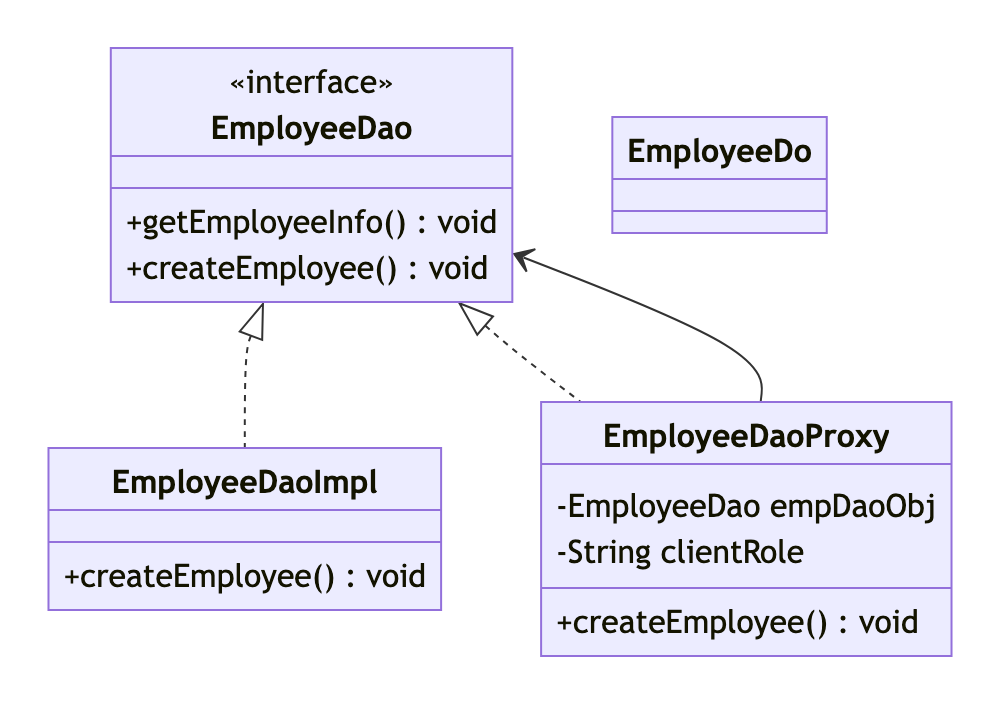 «interface»
EmployeeDao
+getEmployeeInfo() : void
+createEmployee() : void
EmployeeDo
EmployeeDaoImpl
+createEmployee() : void
EmployeeDaoProxy
-EmployeeDao empDaoObj
-String clientRole
+createEmployee() : void